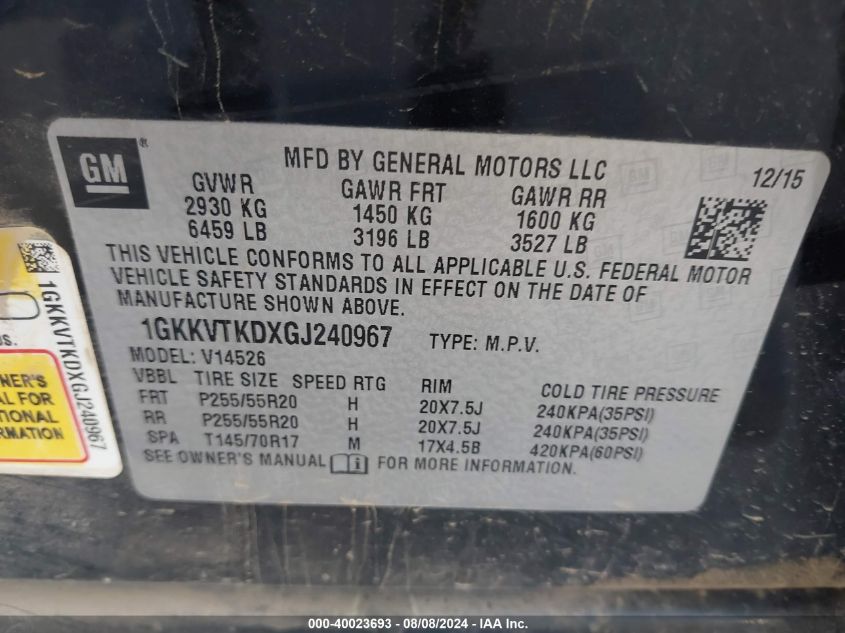 GM®
MFD BY GENERAL MOTORS LLC
12/15
GVWR GAWR FRT GAWR RR
2930 KG 1450 KG 1600 KG
6459 LB 3196 LB 3527 LB
THIS VEHICLE CONFORMS TO ALL APPLICABLE U.S. FEDERAL MOTOR
VEHICLE SAFETY STANDARDS IN EFFECT ON THE DATE OF
MANUFACTURE SHOWN ABOVE.
1GKKVTKDXGJ240967 TYPE: M.P.V.
MODEL: V14526
VBBL TIRE SIZE SPEED RTG RIM COLD TIRE PRESSURE
FRT P255/55R20 H 20X7.5J 240KPA(35PSI)
RR P255/55R20 H 20X7.5J 240KPA(35PSI)
SPA T145/70R17 M 17X4.5B 420KPA(60PSI)
SEE OWNER'S MANUAL FOR MORE INFORMATION.
1GKKVTKDXGJ240967
000-40023693 - 08/08/2024 - IAAI.com